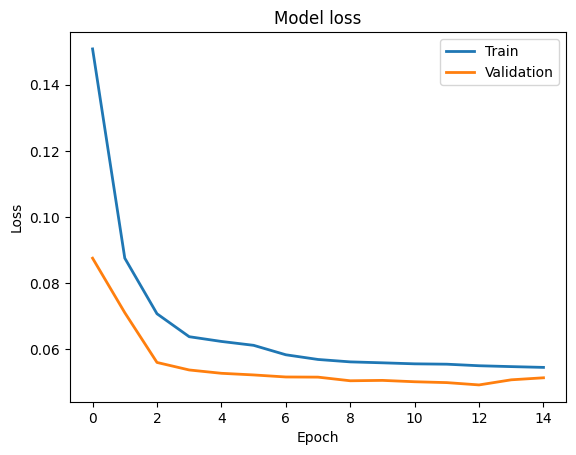 Model loss
Train
Validation
0.14
0.12
0.10
0.08
0.06
Loss
0 2 4 6 8 10 12 14
Epoch